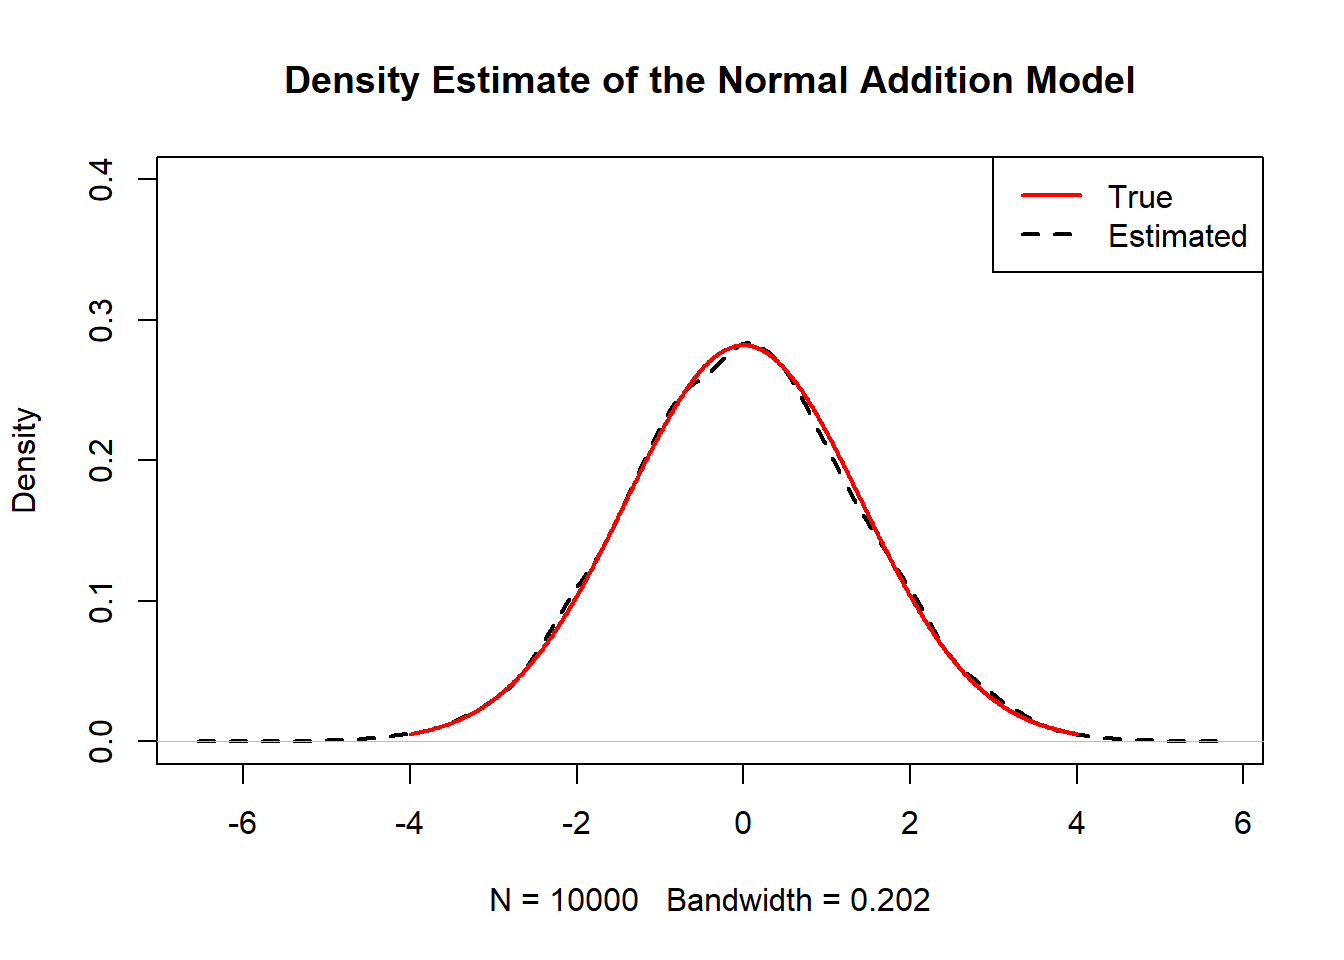 Density Estimate of the Normal Addition Model
True
Estimated
Density
0.4
0.3
0.2
0.1
0.0
-6 -4 -2 0 2 4 6
N = 10000 Bandwidth = 0.202